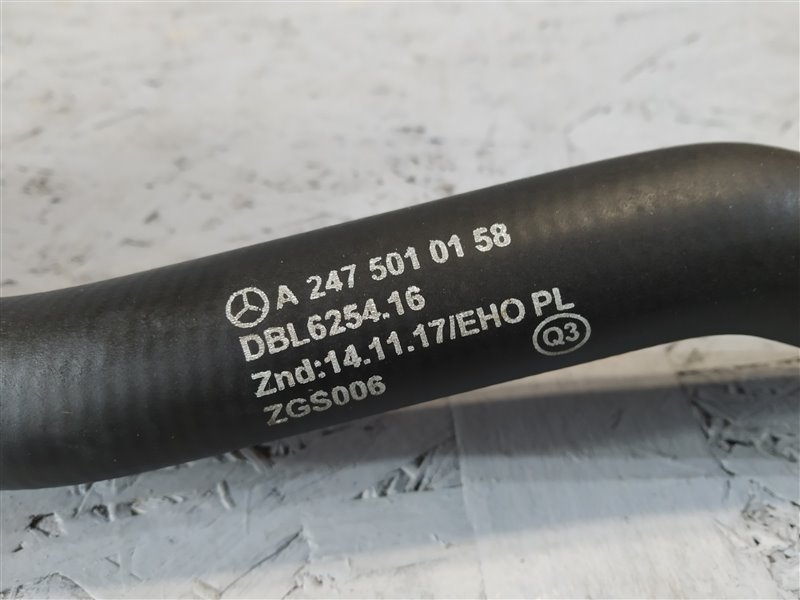 A 247 501 01 58
DBL6254.16
Znd:14.11.17/EHO PL
Q3
ZGS006